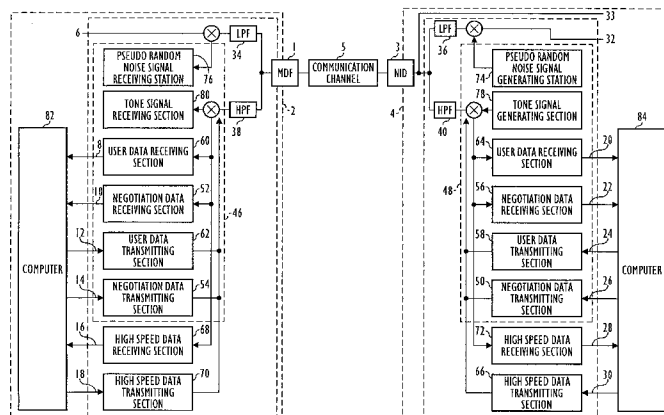 6
LPF
34
PSEUDO RANDOM NOISE SIGNAL RECEIVING STATION
76
80
TONE SIGNAL RECEIVING SECTION
HPF
38
MDF
1
2
5
COMMUNICATION CHANNEL
3
NID
4
33
LPF
36
32
HPF
40
PSEUDO RANDOM NOISE SIGNAL GENERATING STATION
74
78
TONE SIGNAL GENERATING SECTION
82
COMPUTER
8
60
USER DATA RECEIVING SECTION
10
52
NEGOTIATION DATA RECEIVING SECTION
46
12
62
USER DATA TRANSMITTING SECTION
14
54
NEGOTIATION DATA TRANSMITTING SECTION
16
68
HIGH SPEED DATA RECEIVING SECTION
18
70
HIGH SPEED DATA TRANSMITTING SECTION
64
USER DATA RECEIVING SECTION
20
48
56
NEGOTIATION DATA RECEIVING SECTION
22
58
USER DATA TRANSMITTING SECTION
24
50
NEGOTIATION DATA TRANSMITTING SECTION
26
72
HIGH SPEED DATA RECEIVING SECTION
28
66
HIGH SPEED DATA TRANSMITTING SECTION
30
84
COMPUTER